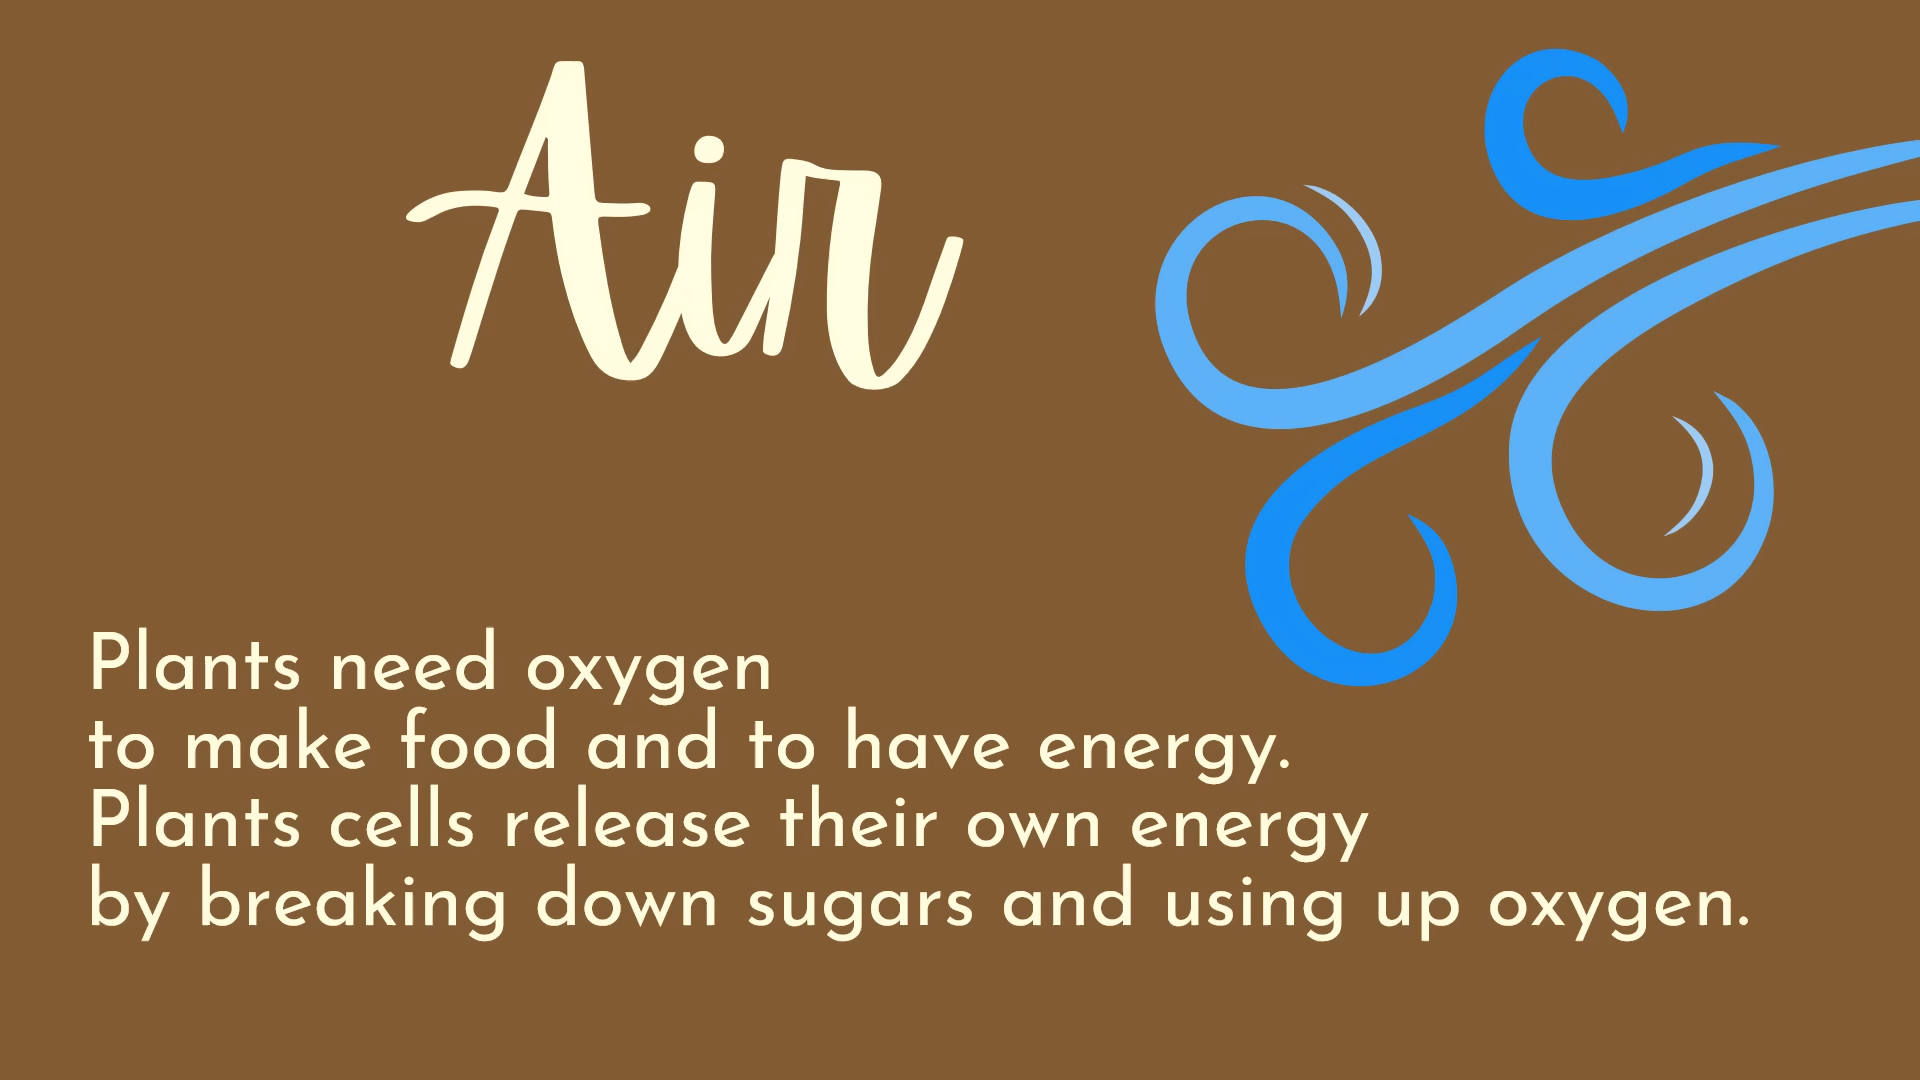 Air
Plants need oxygen
to make food and to have energy.
Plants cells release their own energy
by breaking down sugars and using up oxygen.